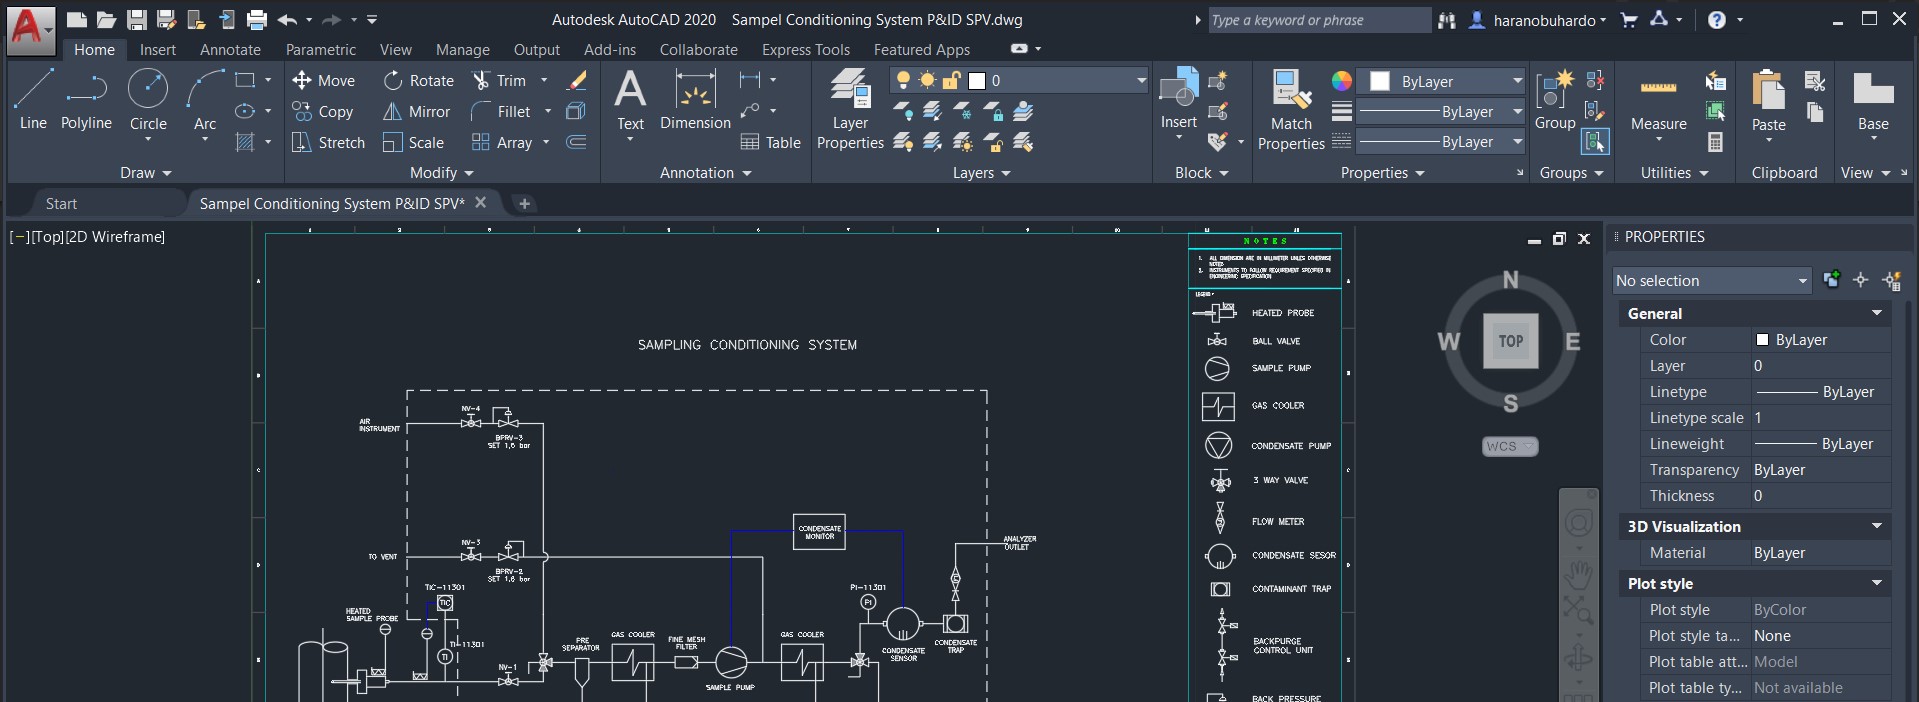 Autodesk AutoCAD 2020 Sampel Conditioning System P&ID SPV.dwg
Type a keyword or phrase
haranobuhardo
Home Insert Annotate Parametric View Manage Output Add-ins Collaborate Express Tools Featured Apps
Line Polyline Circle Arc
Draw
Move Rotate Trim
Copy Mirror Fillet
Stretch Scale Array
Modify
Text Dimension
Table
Annotation
Layer Properties
0
Layers
Insert
Block
Match Properties
ByLayer
ByLayer
ByLayer
Properties
Group
Groups
Measure
Utilities
Paste
Clipboard
Base
View
Start
Sampel Conditioning System P&ID SPV*
[−][Top][2D Wireframe]
SAMPLING CONDITIONING SYSTEM
AIR
INSTRUMENT
NV-4
BPRV-3
SET 1,6 bar
TO VENT
NV-3
BPRV-2
SET 1,6 bar
CONDENSATE
MONITOR
ANALYZER
OUTLET
TIC-11301
TIC
HEATED
SAMPLE PROBE
TI-11301
TI
NV-1
PRE
SEPARATOR
GAS COOLER
FINE MESH
FILTER
SAMPLE PUMP
GAS COOLER
PI-11301
PI
CONDENSATE
SENSOR
CONDENSATE
TRAP
NOTES
1. ALL DIMENSION ARE IN MILLIMETER UNLESS OTHERWISE
NOTED
2. INSTRUMENTS TO FOLLOW REQUIREMENT SPECIFIED IN
ENGINEERING SPECIFICATION
LEGEND :
HEATED PROBE
BALL VALVE
SAMPLE PUMP
GAS COOLER
CONDENSATE PUMP
3 WAY VALVE
FLOW METER
CONDENSATE SESOR
CONTAMINANT TRAP
BACKPURGE
CONTROL UNIT
BACK PRESSURE
N
W TOP E
S
WCS
PROPERTIES
No selection
General
Color ByLayer
Layer 0
Linetype ByLayer
Linetype scale 1
Lineweight ByLayer
Transparency ByLayer
Thickness 0
3D Visualization
Material ByLayer
Plot style
Plot style ByColor
Plot style ta... None
Plot table att... Model
Plot table ty... Not available